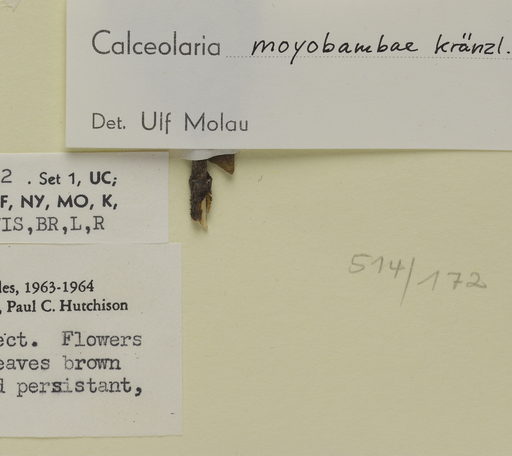 Calceolaria moyobambae kränzl.
Det. Ulf Molau
2 . Set 1, UC;
F, NY, MO, K,
IS,BR,L,R
514/172
les, 1963-1964
, Paul C. Hutchison
ect. Flowers
eaves brown
d persistant,